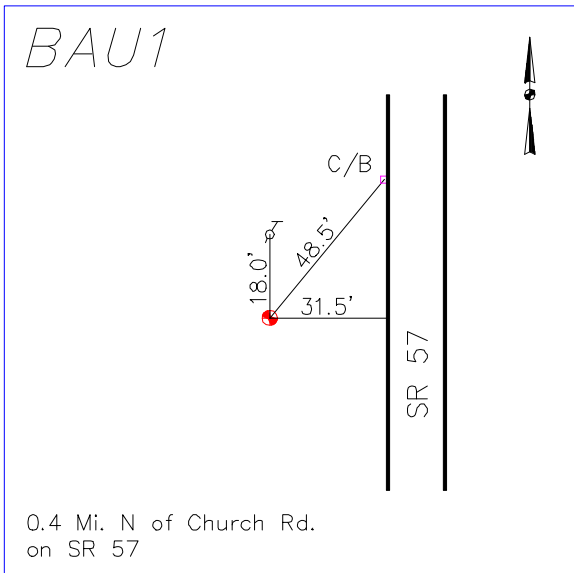 BAU1
C/B
48.5'
18.0'
31.5'
SR 57
0.4 Mi. N of Church Rd.
on SR 57